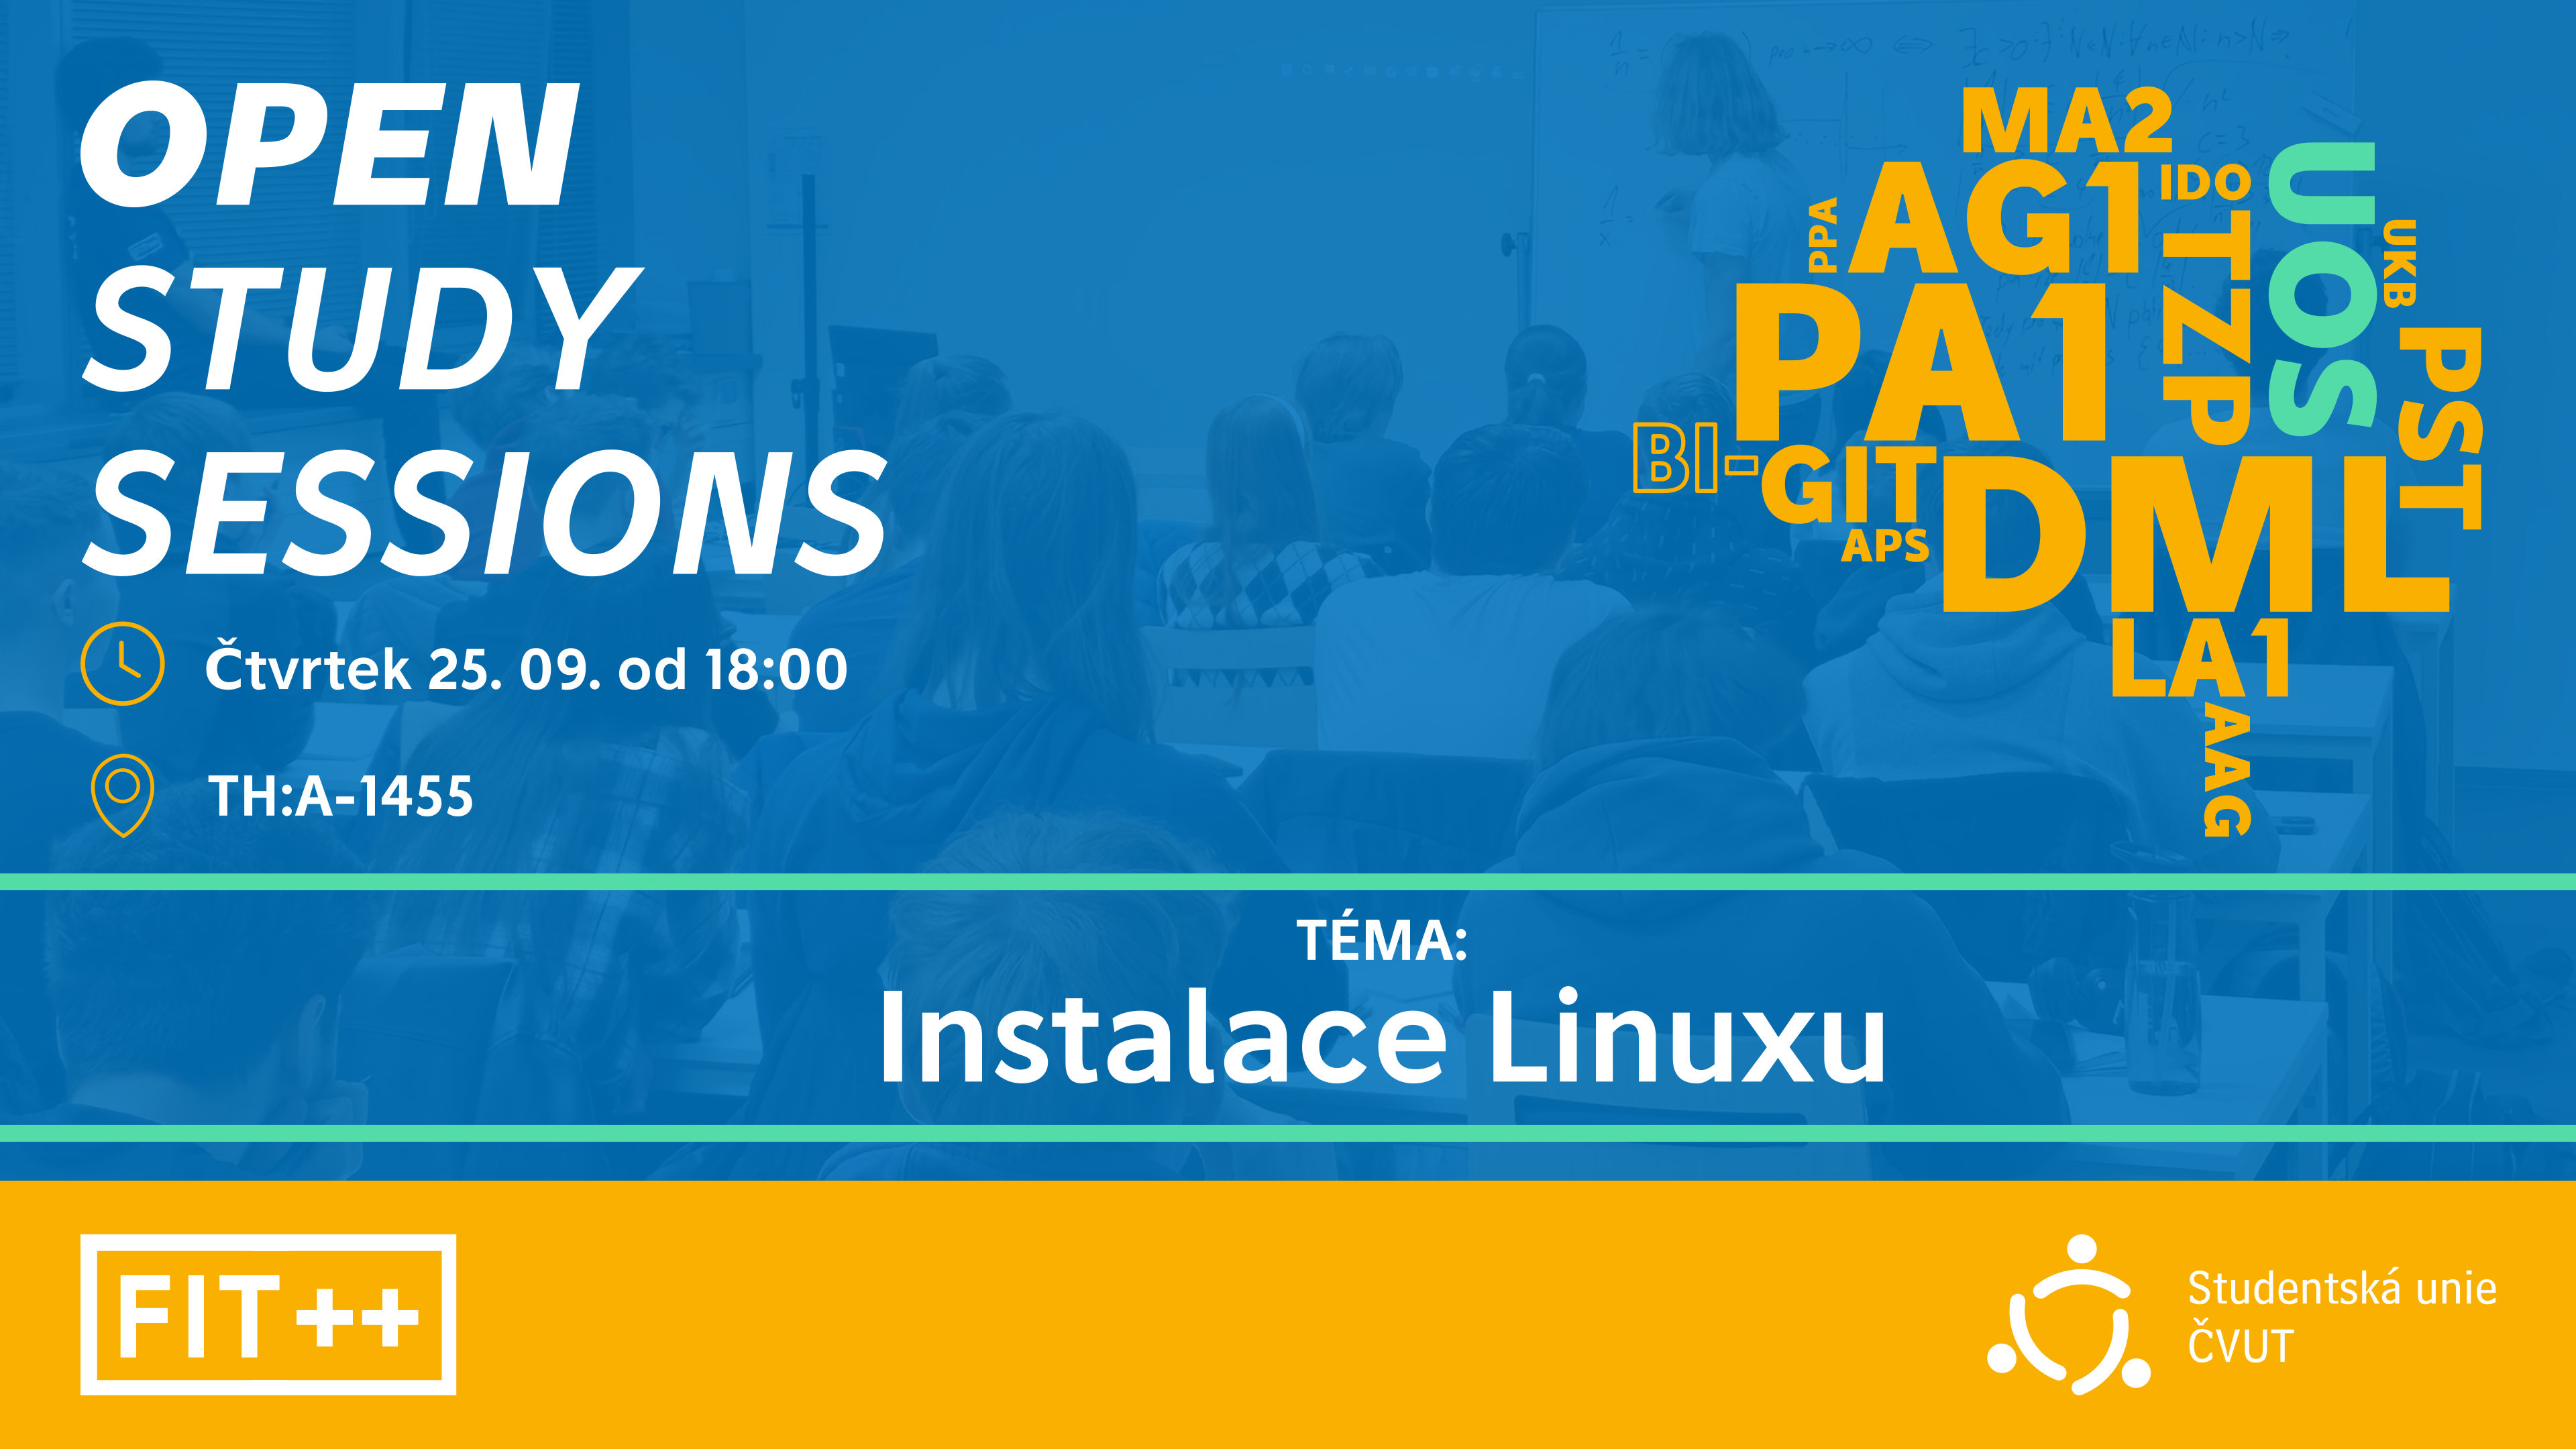 OPEN
STUDY
SESSIONS
Čtvrtek 25. 09. od 18:00
TH:A-1455
MA2
AG1
IDO
PPA
UOS
UKB
PA1
TZP
PST
BI-GIT
APS
DML
LA1
AAG
TÉMA:
Instalace Linuxu
FIT++
Studentská unie
ČVUT